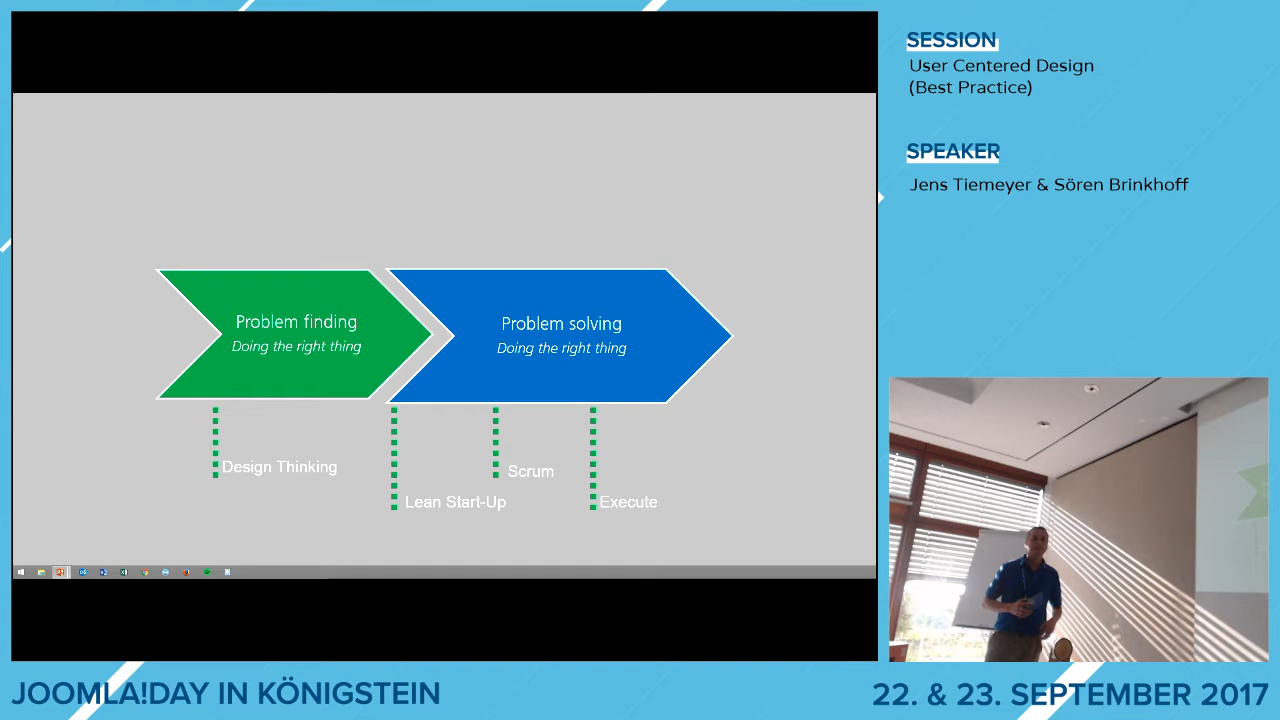 SESSION
User Centered Design
(Best Practice)
SPEAKER
Jens Tiemeyer & Sören Brinkhoff
Problem finding
Doing the right thing
Problem solving
Doing the right thing
Design Thinking
Scrum
Lean Start-Up
Execute
JOOMLA!DAY IN KÖNIGSTEIN
22. & 23. SEPTEMBER 2017